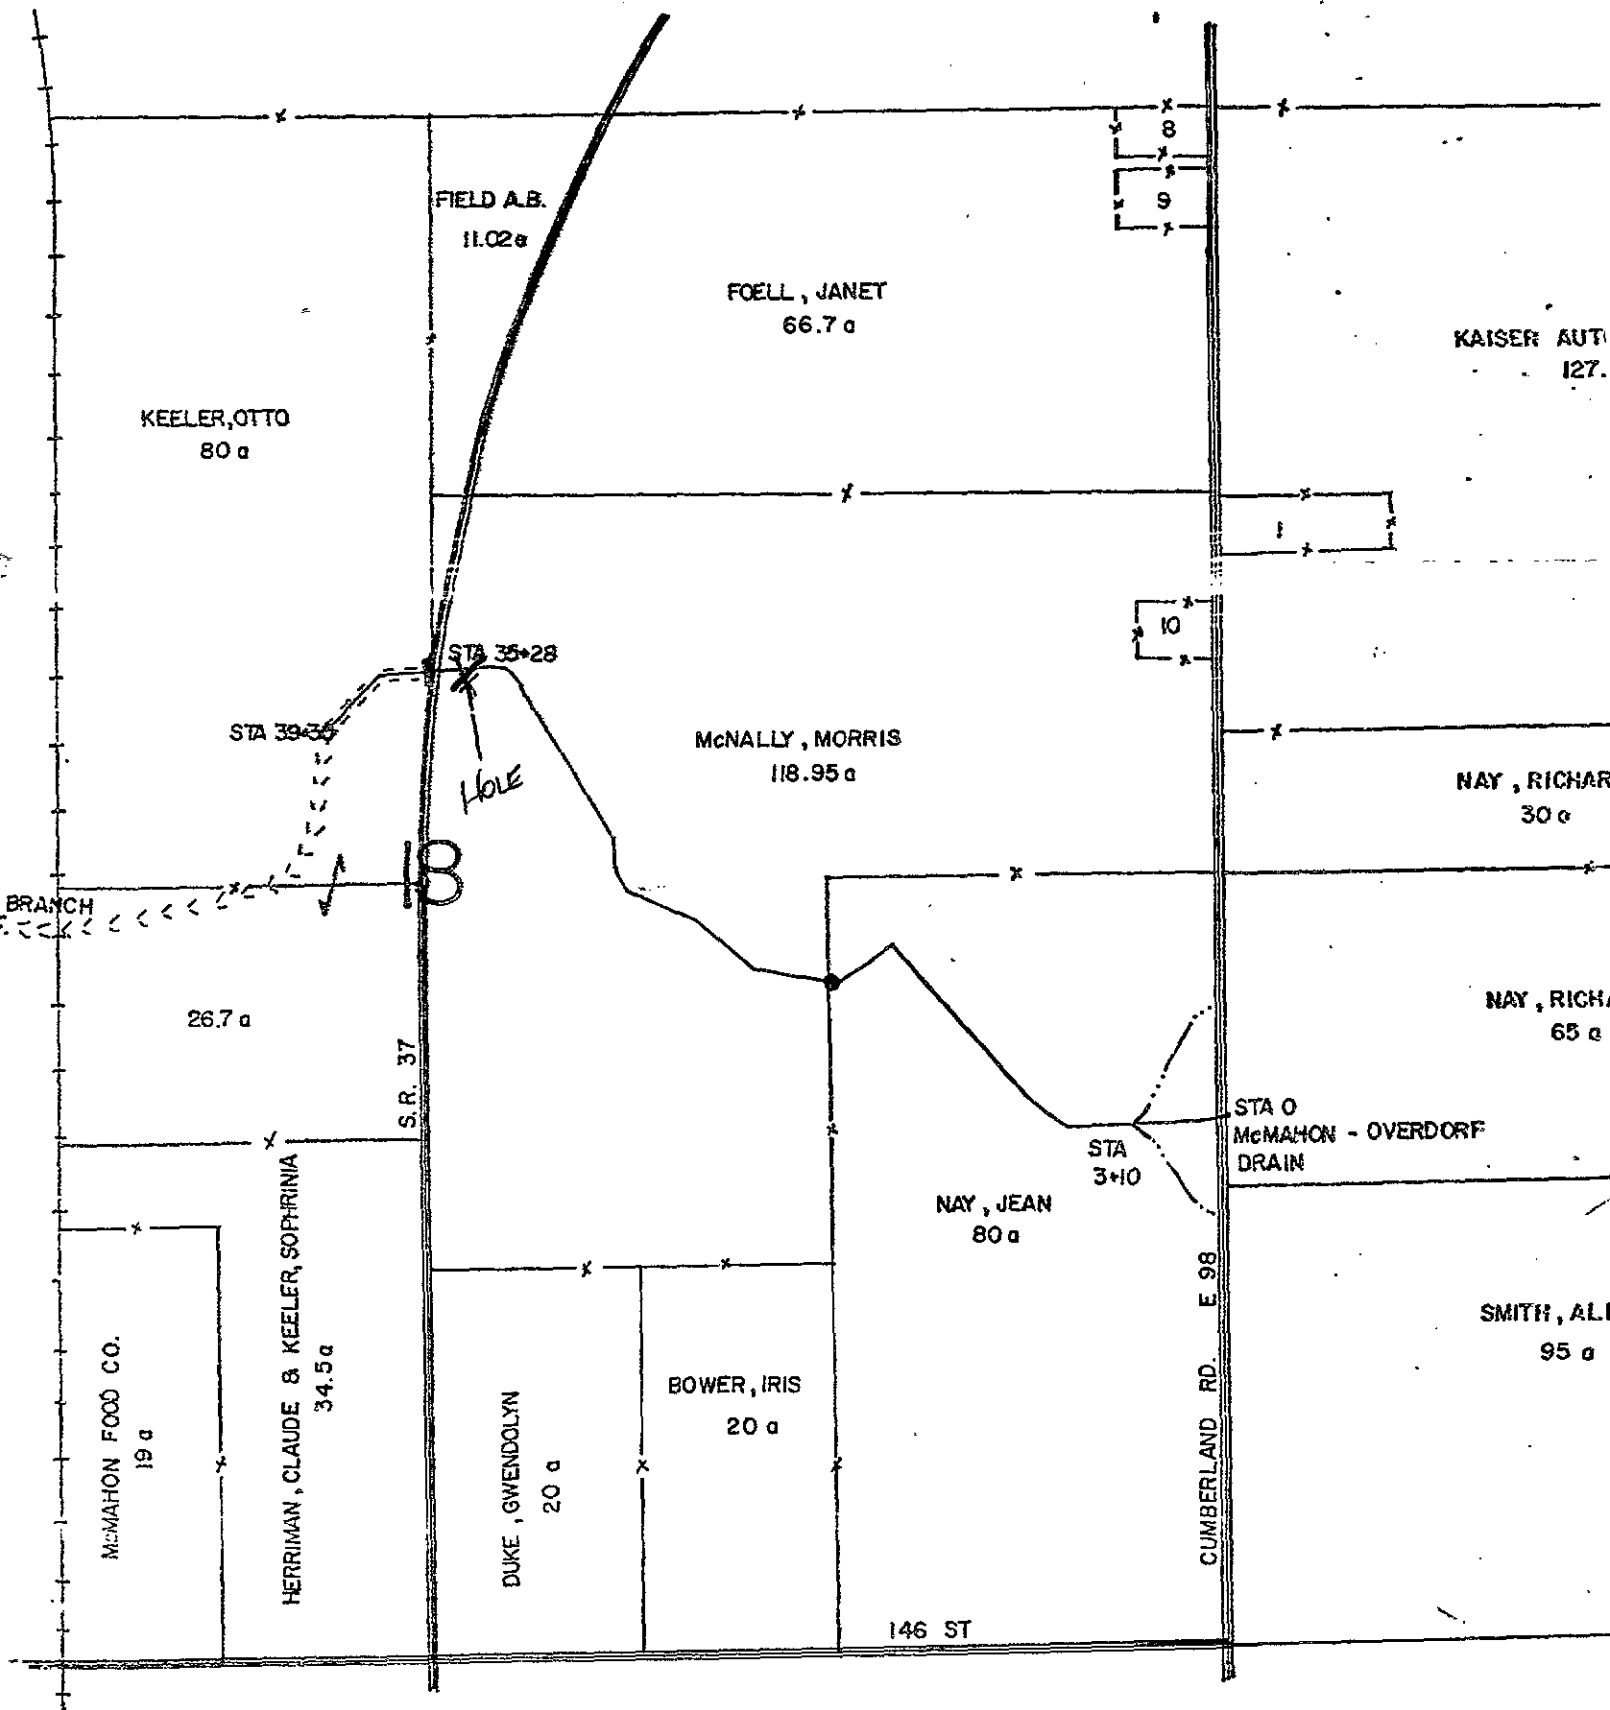 8
9
FIELD A.B.
11.02a
FOELL, JANET
66.7 a
KAISER AUT
127.
KEELER, OTTO
80 a
1
10
STA 35+28
STA 39+
HOLE
McNALLY, MORRIS
118.95 a
NAY, RICHAR
30 a
13
BRANCH
26.7 a
S.R. 37
NAY, RICHA
65 a
STA 0
McMAHON - OVERDORF
DRAIN
STA
3+10
NAY, JEAN
80 a
CUMBERLAND RD. E 98
SMITH, AL
95 a
McMAHON FOOD CO.
19 a
HERRIMAN, CLAUDE & KEELER, SOPHRINIA
34.5 a
DUKE, GWENDOLYN
20 a
BOWER, IRIS
20 a
146 ST